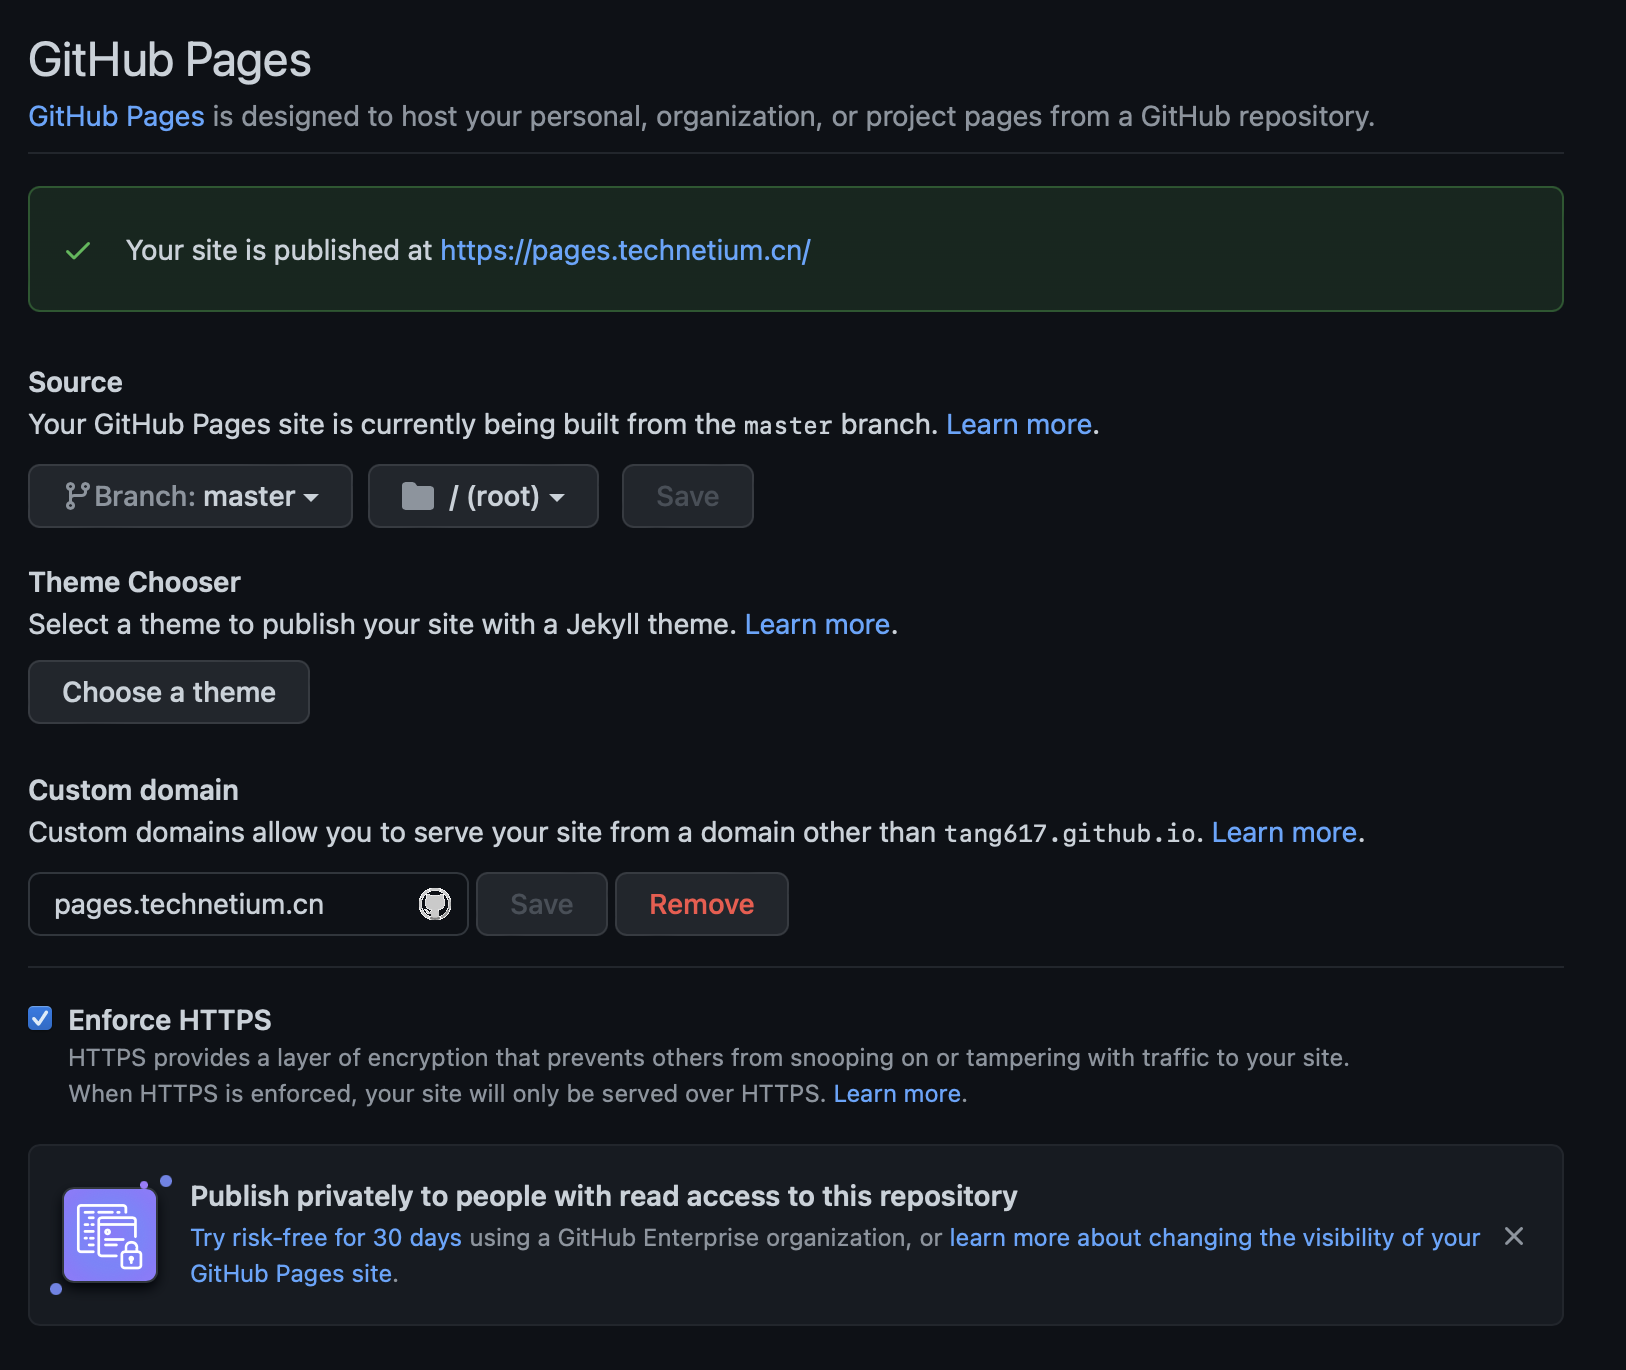 GitHub Pages
GitHub Pages is designed to host your personal, organization, or project pages from a GitHub repository.
Your site is published at https://pages.technetium.cn/
Source
Your GitHub Pages site is currently being built from the master branch. Learn more.
Branch: master / (root) Save
Theme Chooser
Select a theme to publish your site with a Jekyll theme. Learn more.
Choose a theme
Custom domain
Custom domains allow you to serve your site from a domain other than tang617.github.io. Learn more.
pages.technetium.cn Save Remove
Enforce HTTPS
HTTPS provides a layer of encryption that prevents others from snooping on or tampering with traffic to your site.
When HTTPS is enforced, your site will only be served over HTTPS. Learn more.
Publish privately to people with read access to this repository
Try risk-free for 30 days using a GitHub Enterprise organization, or learn more about changing the visibility of your
GitHub Pages site.